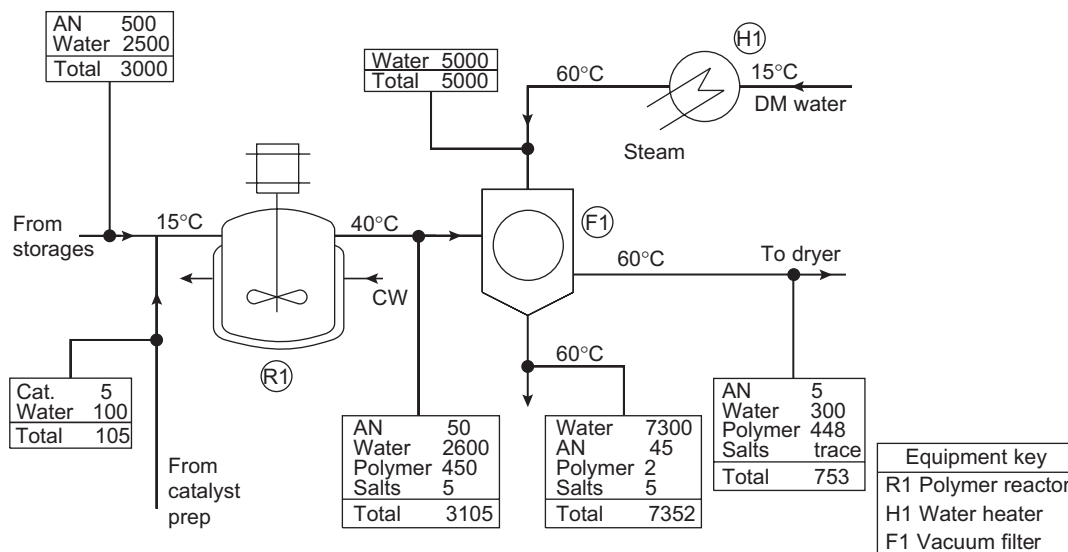 AN 500
Water 2500
Total 3000
Water 5000
Total 5000
H1
60°C
15°C
DM water
Steam
From
storages
15°C
40°C
F1
60°C
To dryer
CW
R1
60°C
Cat. 5
Water 100
Total 105
From
catalyst
prep
AN 50
Water 2600
Polymer 450
Salts 5
Total 3105
Water 7300
AN 45
Polymer 2
Salts 5
Total 7352
AN 5
Water 300
Polymer 448
Salts trace
Total 753
Equipment key
R1 Polymer reactor
H1 Water heater
F1 Vacuum filter